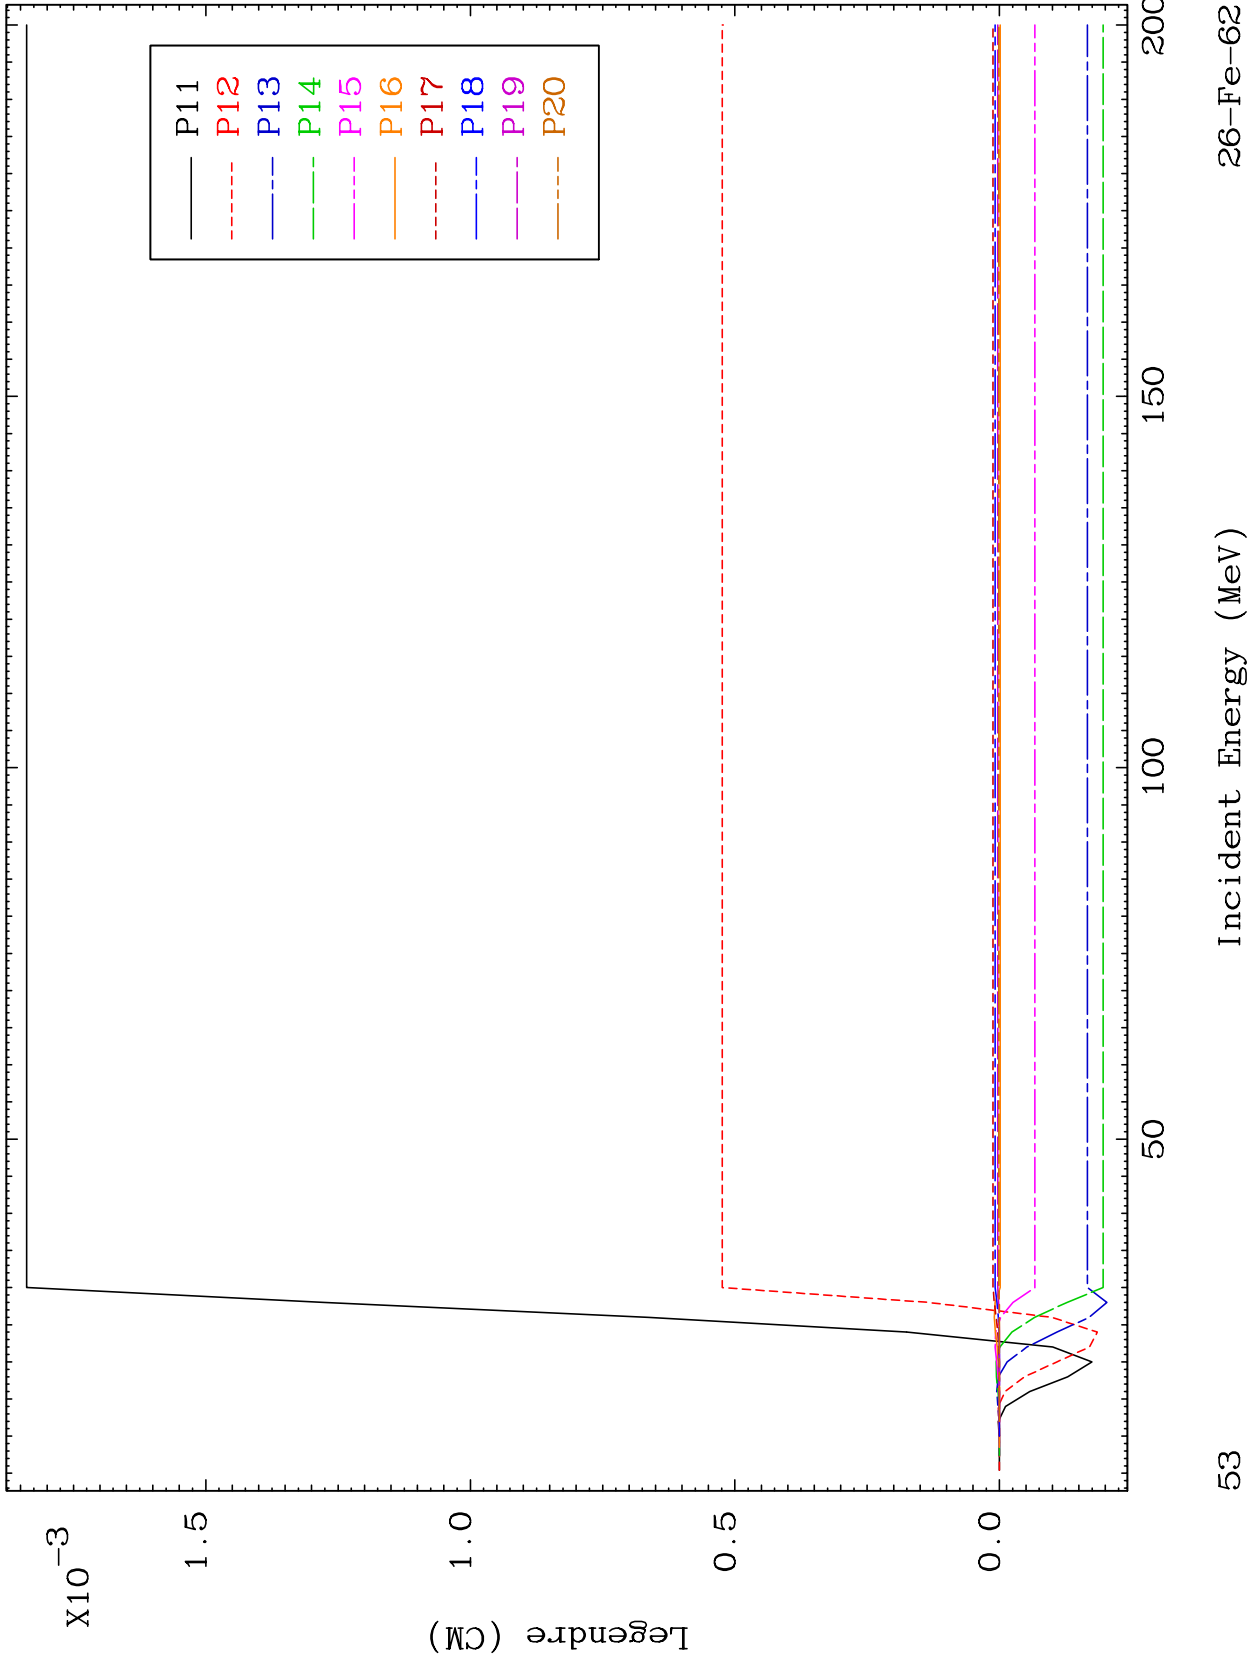 X10-3
1.5
1.0
0.5
0.0
Legendre (CM)
P11
P12
P13
P14
P15
P16
P17
P18
P19
P20
50
100
150
200
Incident Energy (MeV)
53
26-Fe-62